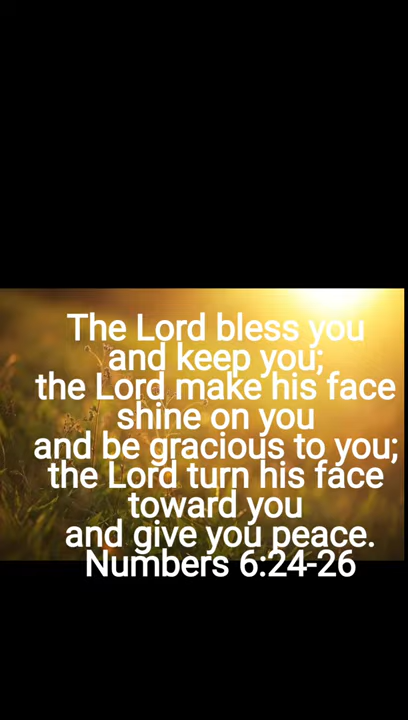 The Lord bless you
and keep you;
the Lord make his face
shine on you
and be gracious to you;
the Lord turn his face
toward you
and give you peace.
Numbers 6:24-26